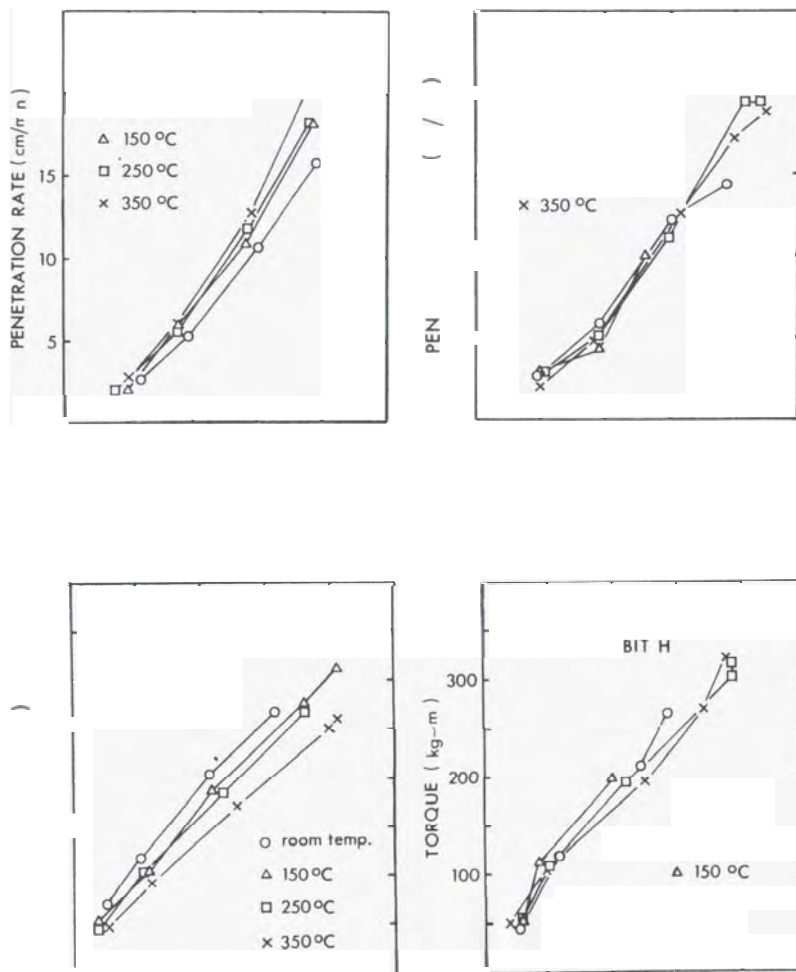 PENETRATION RATE (cm/
n)
15
10
5
△ 150 °C
□ 250 °C
× 350 °C
PEN
( / )
× 350 °C
)
○ room temp.
△ 150 °C
□ 250 °C
× 350 °C
TORQUE ( kg-m )
300
200
100
BIT H
△ 150 °C